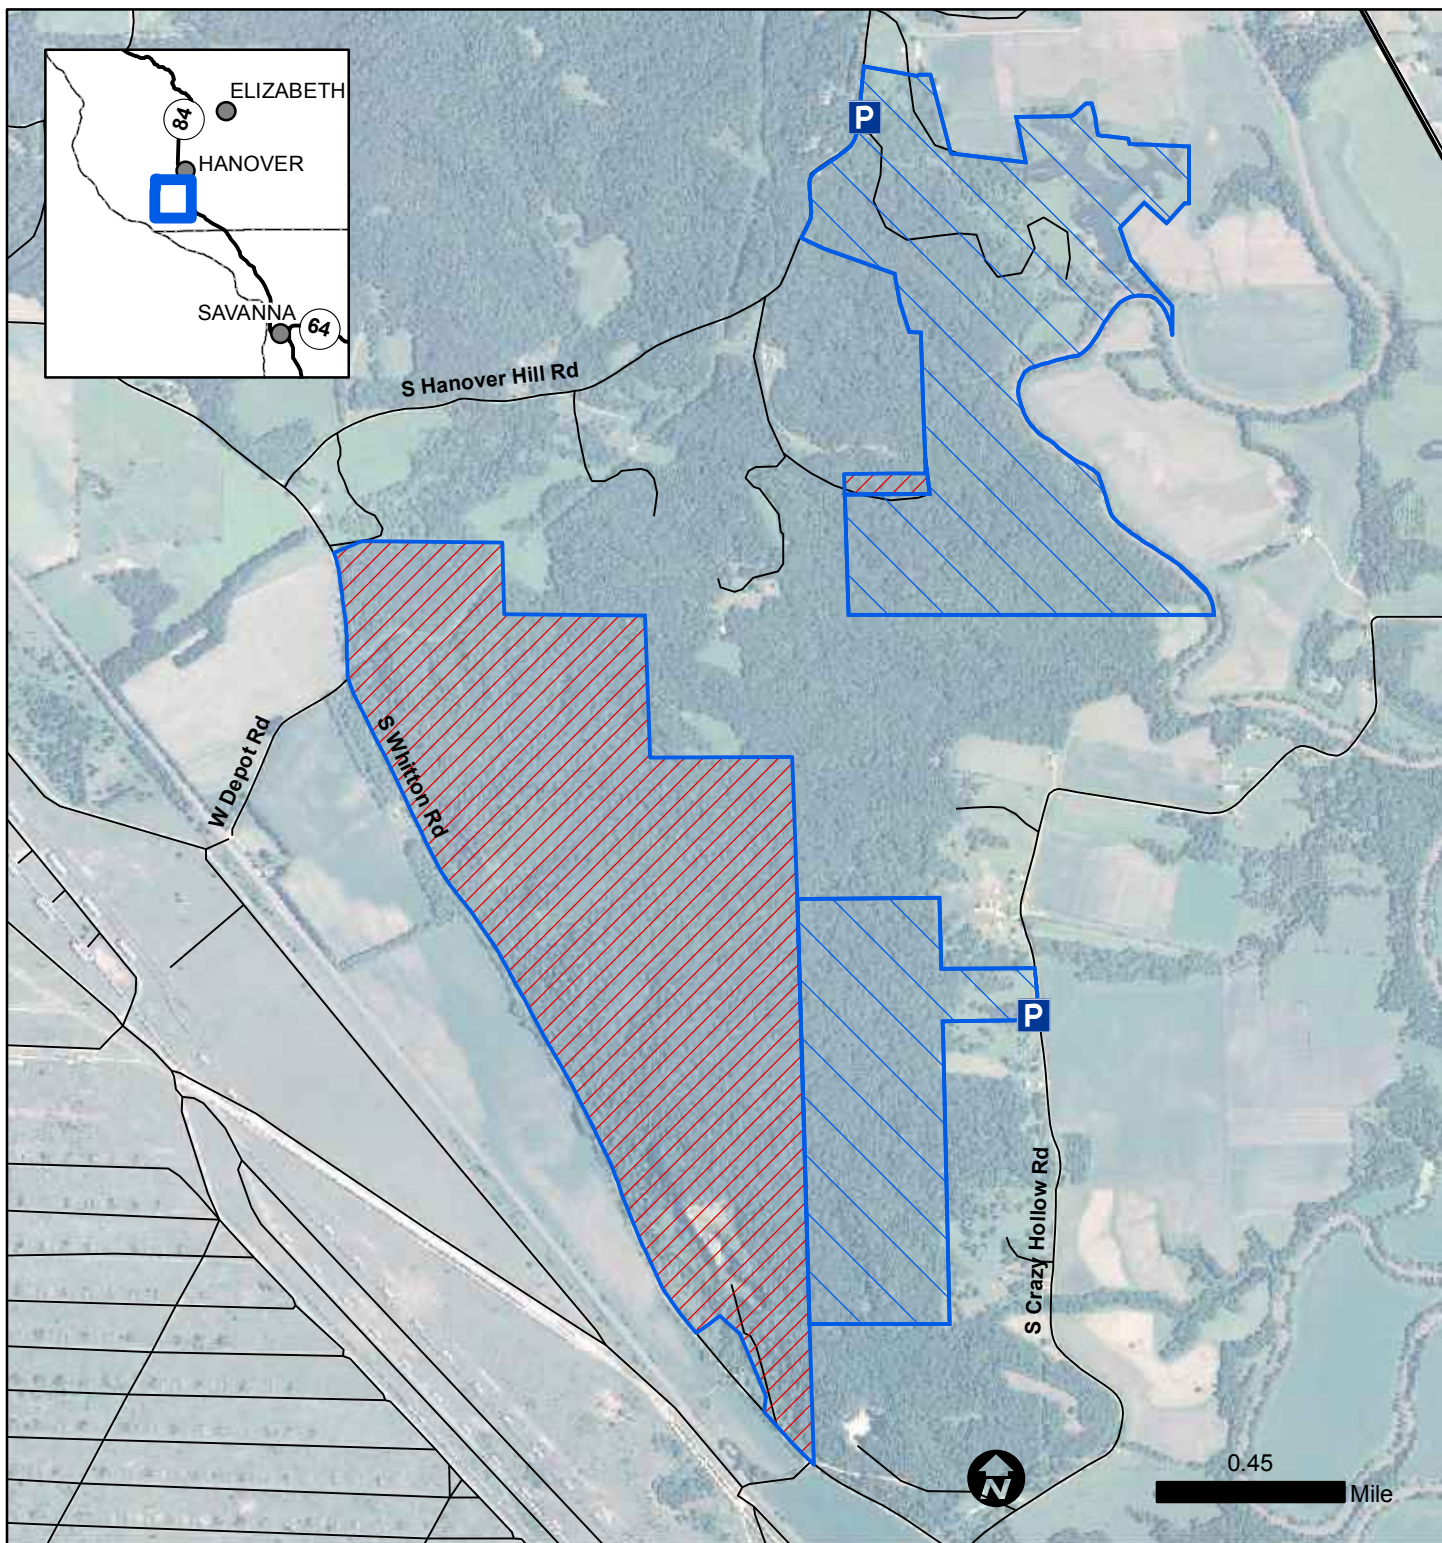 ELIZABETH
84
HANOVER
SAVANNA
64
P
S Hanover Hill Rd
S Whitton Rd
W Depot Rd
P
S Crazy Hollow Rd
N
0.45
Mile